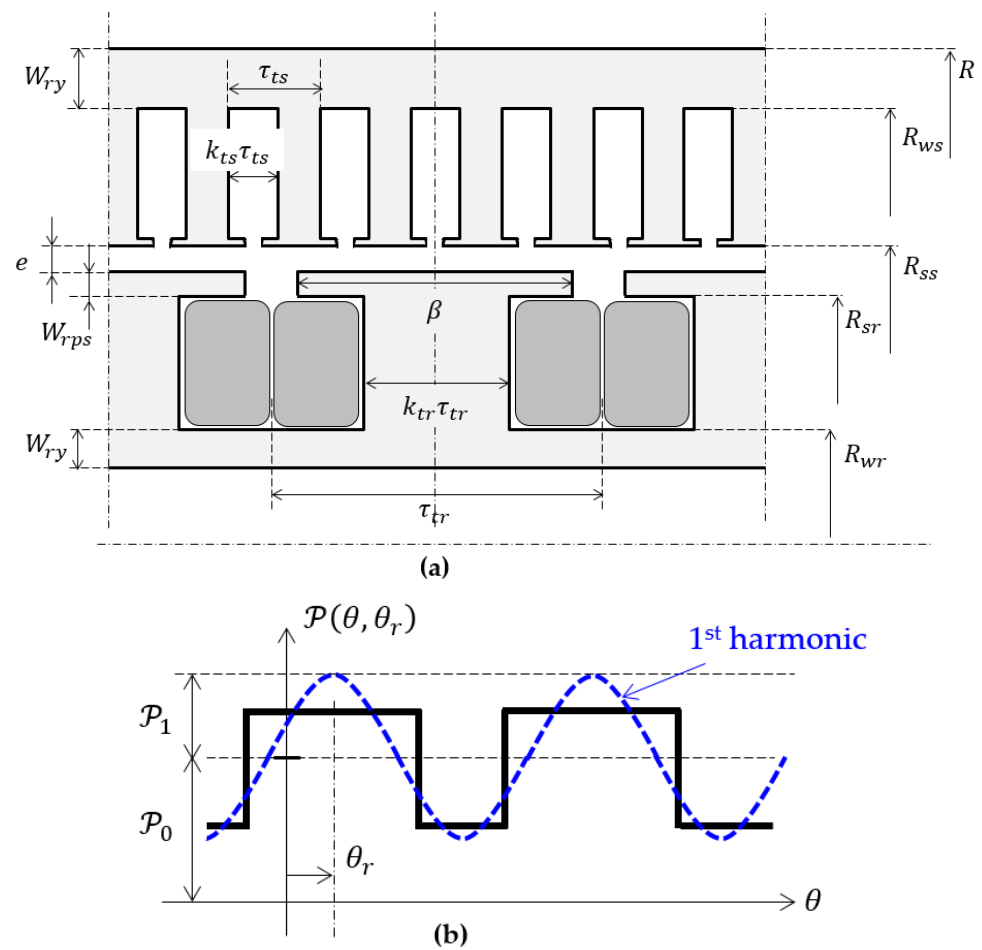 W_ry
τ_ts
R
k_ts τ_ts
R_ws
e
R_ss
W_rps
β
R_sr
k_tr τ_tr
W_ry
R_wr
τ_tr
(a)
𝒫(θ, θ_r)
1st harmonic
𝒫_1
𝒫_0
θ_r
θ
(b)